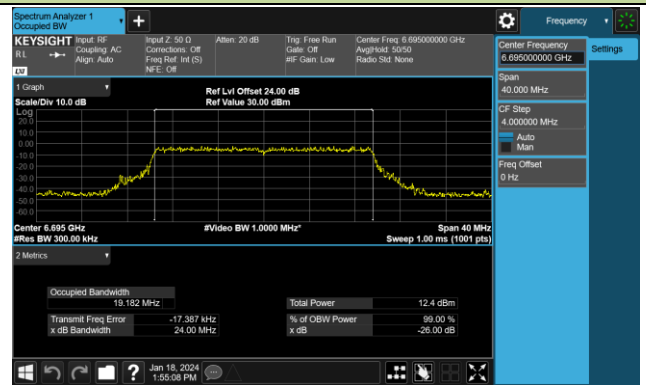 Spectrum Analyzer 1
Occupied BW
Frequency
KEYSIGHT
Input: RF
Input Z: 50 Ω
Atten: 20 dB
Trig: Free Run
Center Freq: 6.695000000 GHz
RL
Coupling: AC
Corrections: Off
Gate: Off
Avg|Hold: 50/50
Align: Auto
Freq Ref: Int (S)
#IF Gain: Low
Radio Std: None
NFE: Off
LXI
Center Frequency
6.695000000 GHz
Settings
Span
40.000 MHz
CF Step
4.000000 MHz
Auto
Man
Freq Offset
0 Hz
1 Graph
Ref Lvl Offset 24.00 dB
Scale/Div 10.0 dB
Ref Value 30.00 dBm
Log
20.0
10.0
0.00
-10.0
-20.0
-30.0
-40.0
-50.0
-60.0
Center 6.695 GHz
#Video BW 1.0000 MHz*
Span 40 MHz
#Res BW 300.00 kHz
Sweep 1.00 ms (1001 pts)
2 Metrics
Occupied Bandwidth
19.182 MHz
Total Power
12.4 dBm
Transmit Freq Error
-17.387 kHz
% of OBW Power
99.00 %
x dB Bandwidth
24.00 MHz
x dB
-26.00 dB
?
Jan 18, 2024
1:55:08 PM